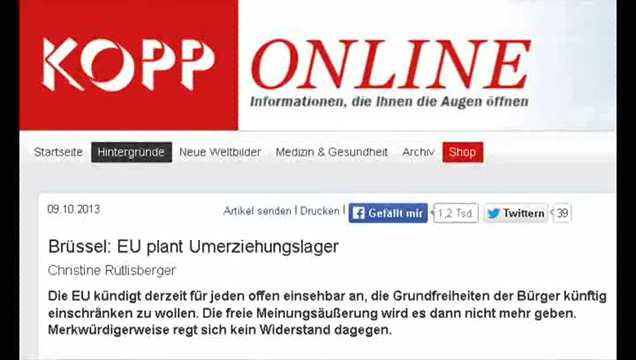 KOPP ONLINE
Informationen, die Ihnen die Augen öffnen
Startseite Hintergründe Neue Weltbilder Medizin & Gesundheit Archiv Shop
09.10.2013 Artikel senden | Drucken | Gefällt mir 1,2 Tsd. Twittern 39
Brüssel: EU plant Umerziehungslager
Christine Rütlisberger
Die EU kündigt derzeit für jeden offen einsehbar an, die Grundfreiheiten der Bürger künftig
einschränken zu wollen. Die freie Meinungsäußerung wird es dann nicht mehr geben.
Merkwürdigerweise regt sich kein Widerstand dagegen.